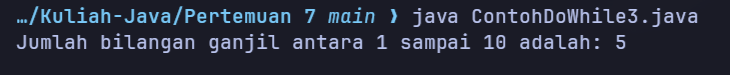 …/Kuliah-Java/Pertemuan 7 main ❯ java ContohDoWhile3.java
Jumlah bilangan ganjil antara 1 sampai 10 adalah: 5